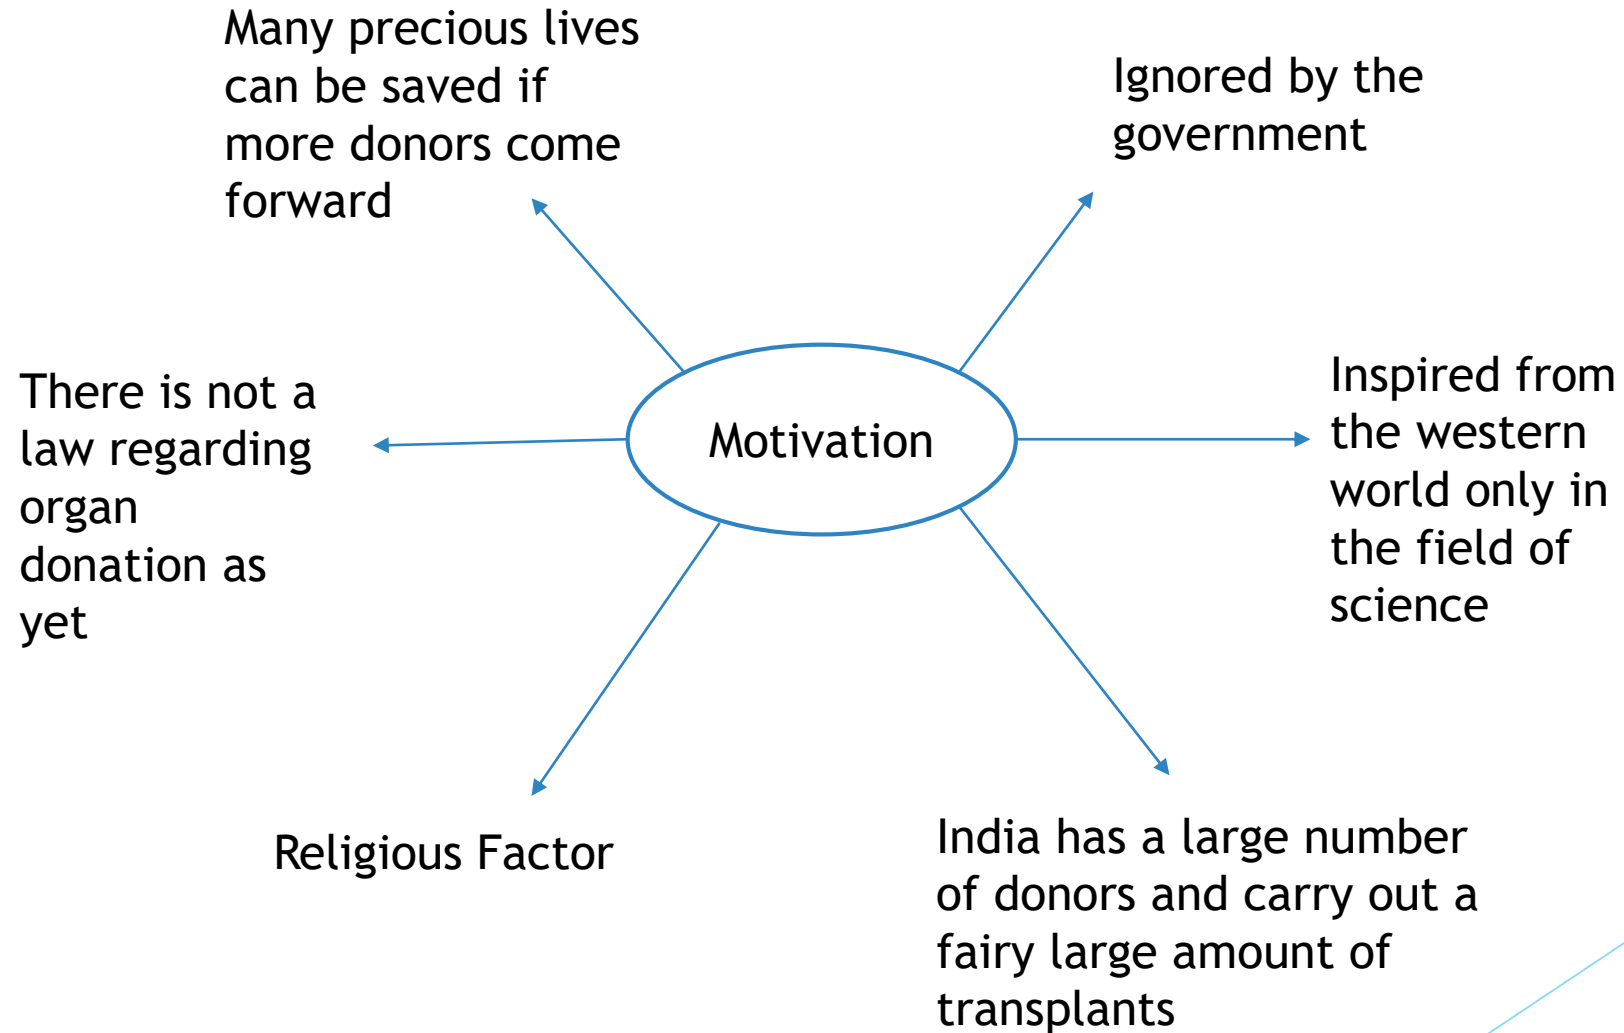 Many precious lives
can be saved if
more donors come
forward
Ignored by the
government
There is not a
law regarding
organ
donation as
yet
Motivation
Inspired from
the western
world only in
the field of
science
Religious Factor
India has a large number
of donors and carry out a
fairy large amount of
transplants